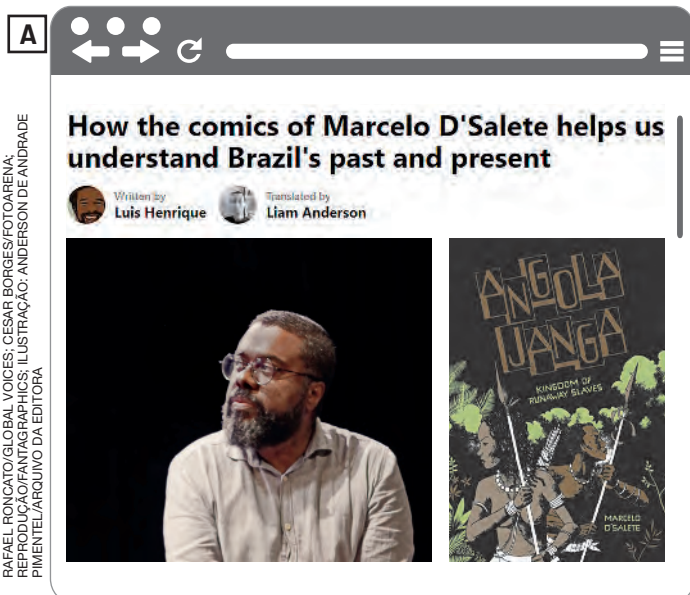 A
How the comics of Marcelo D'Salete helps us
understand Brazil's past and present
Written by
Luis Henrique
Translated by
Liam Anderson
ANGOLA
JANGA
KINGDOM OF
RUNAWAY SLAVES
MARCELO
D'SALETE
RAFAEL RONCATO/GLOBAL VOICES; CESAR BORGES/FOTOARENA;
REPRODUÇÃO/FANTAGRAPHICS; ILUSTRAÇÃO: ANDERSON DE ANDRADE
PIMENTEL/ARQUIVO DA EDITORA